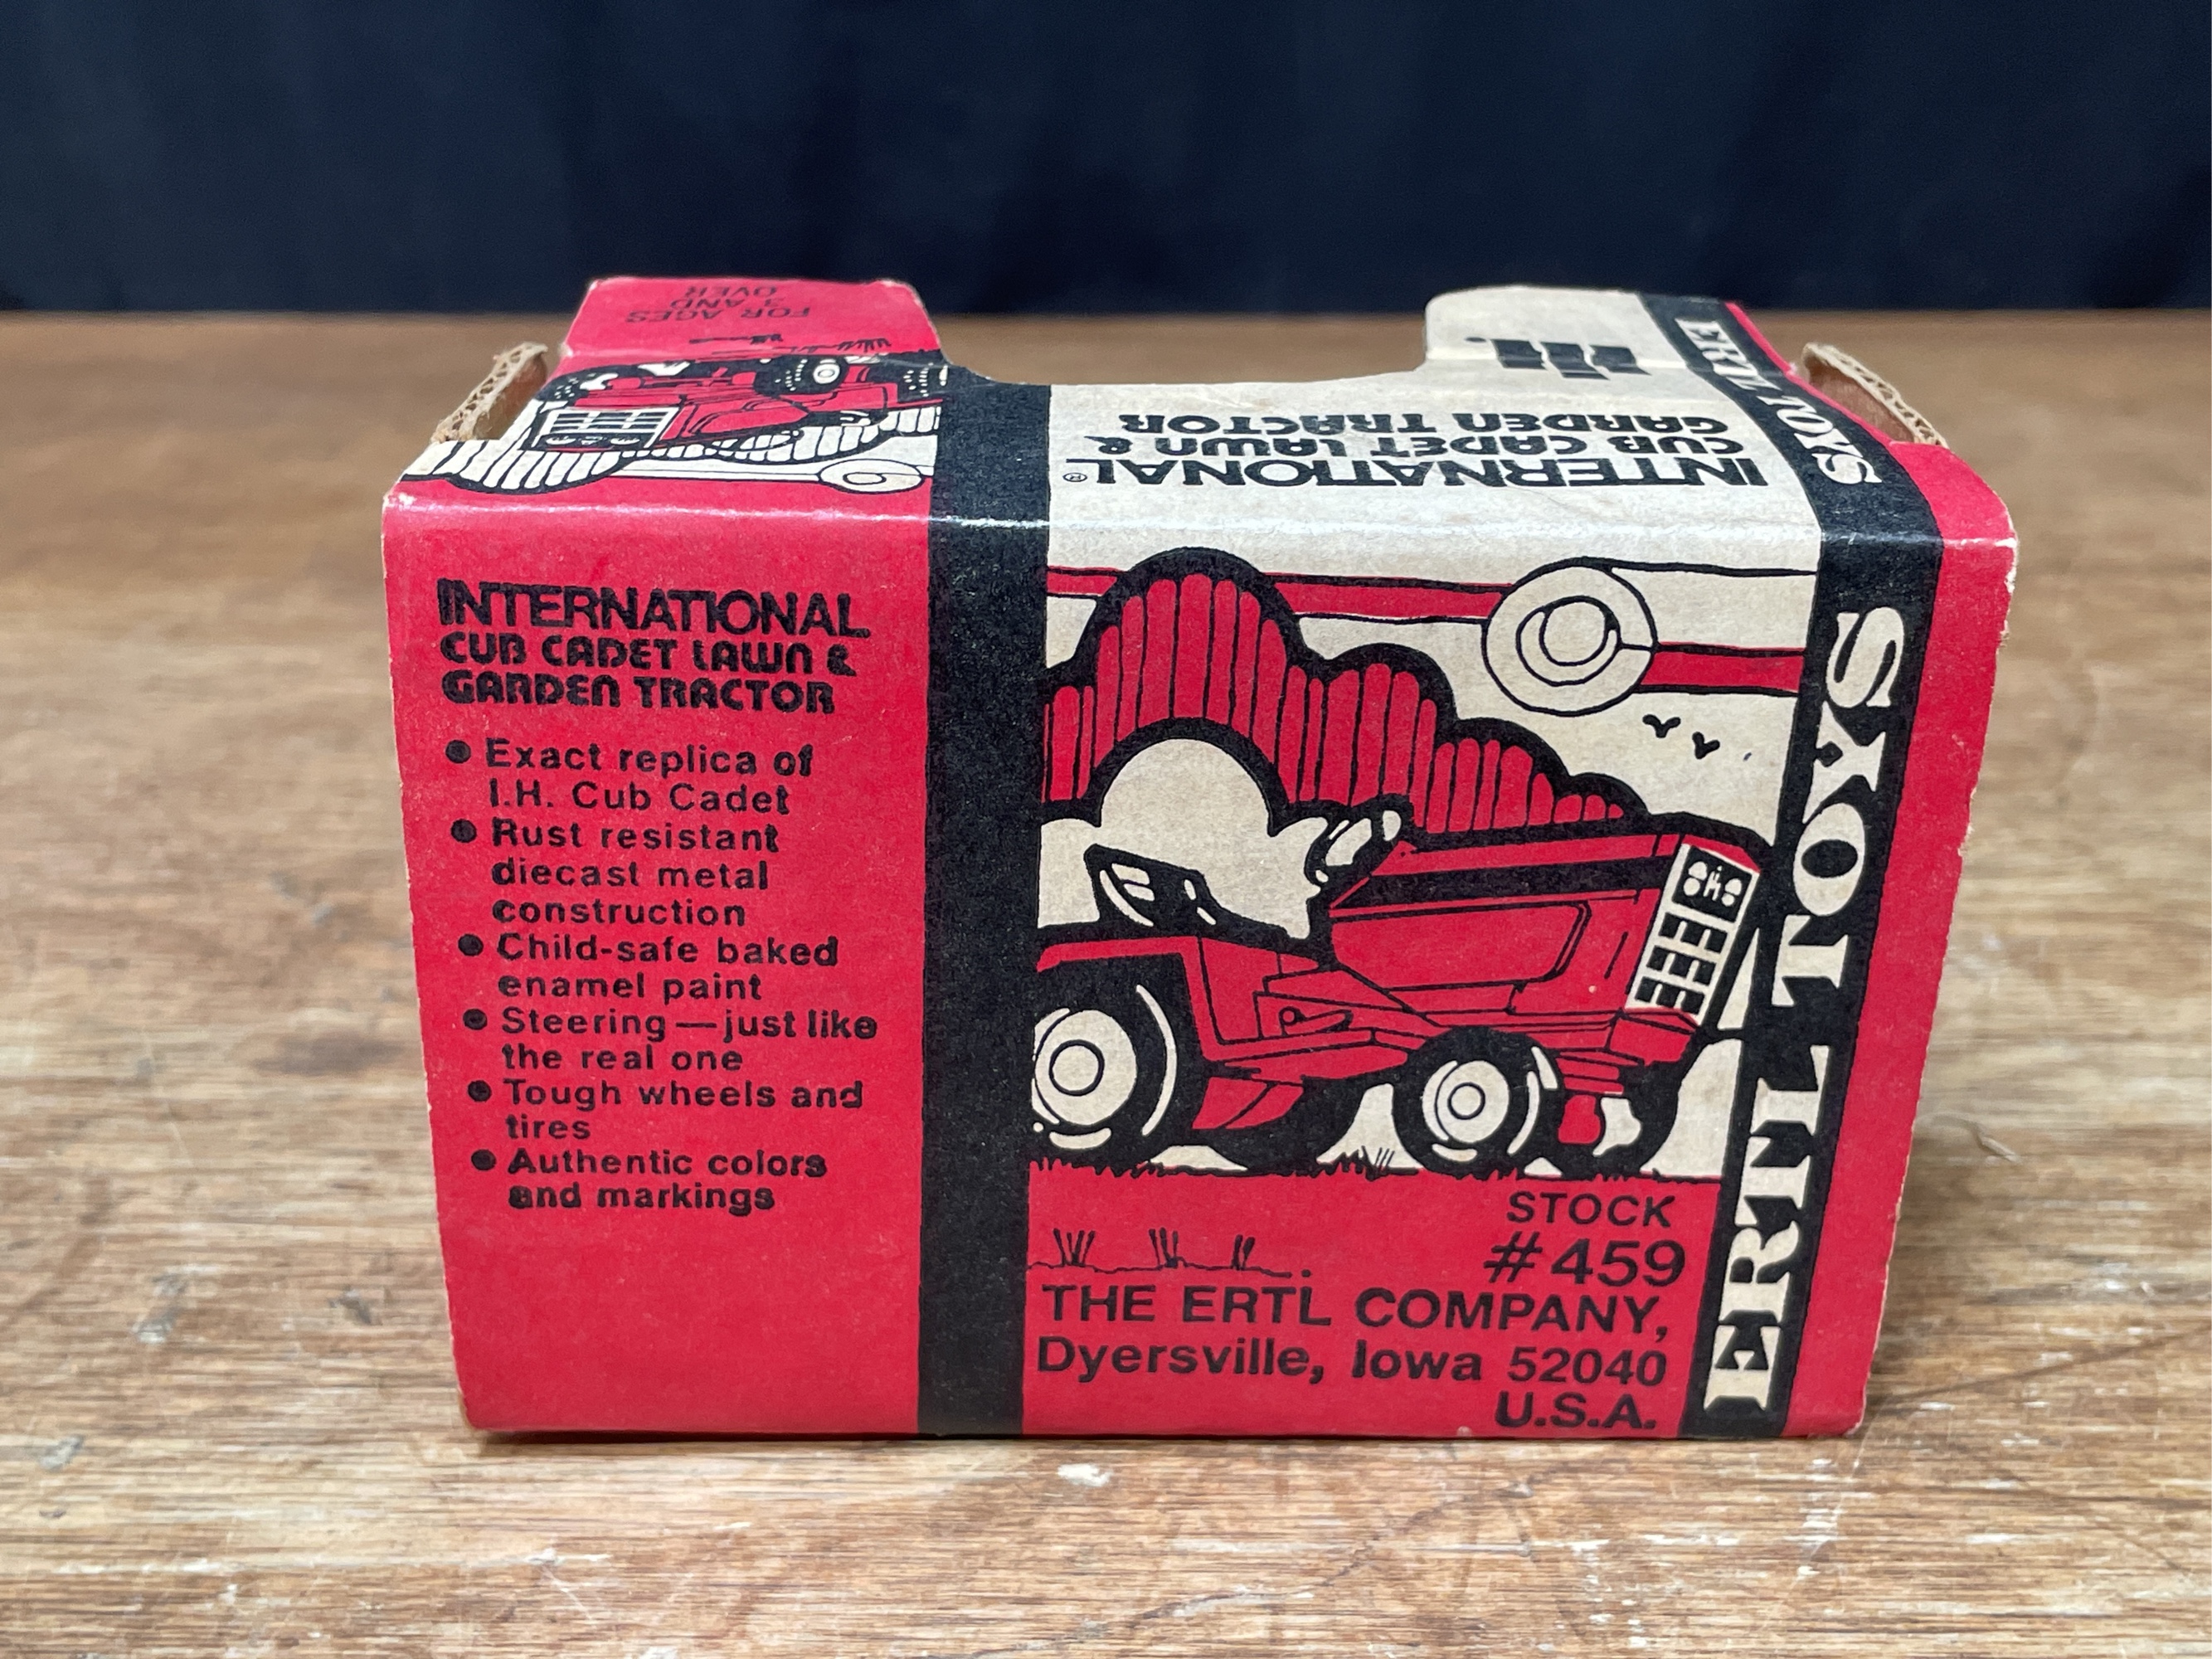 FOR AGES
3 AND
OVER
INTERNATIONAL®
CUB CADET LAWN &
GARDEN TRACTOR
ERTL TOYS
INTERNATIONAL
CUB CADET LAWN &
GARDEN TRACTOR
● Exact replica of
I.H. Cub Cadet
● Rust resistant
diecast metal
construction
● Child-safe baked
enamel paint
● Steering—just like
the real one
● Tough wheels and
tires
● Authentic colors
and markings
ERTL TOYS
STOCK
#459
THE ERTL COMPANY,
Dyersville, Iowa 52040
U.S.A.